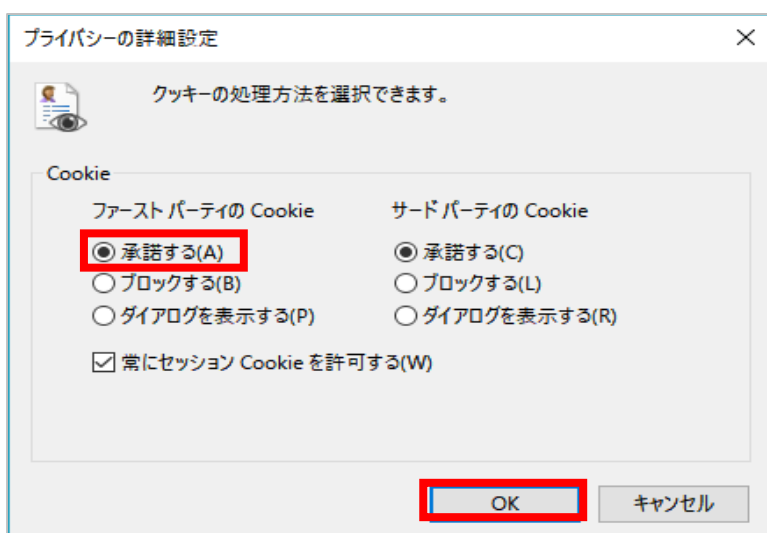 プライバシーの詳細設定
クッキーの処理方法を選択できます。
Cookie
ファースト パーティの Cookie
サード パーティの Cookie
承諾する(A)
承諾する(C)
ブロックする(B)
ブロックする(L)
ダイアログを表示する(P)
ダイアログを表示する(R)
常にセッション Cookie を許可する(W)
OK
キャンセル